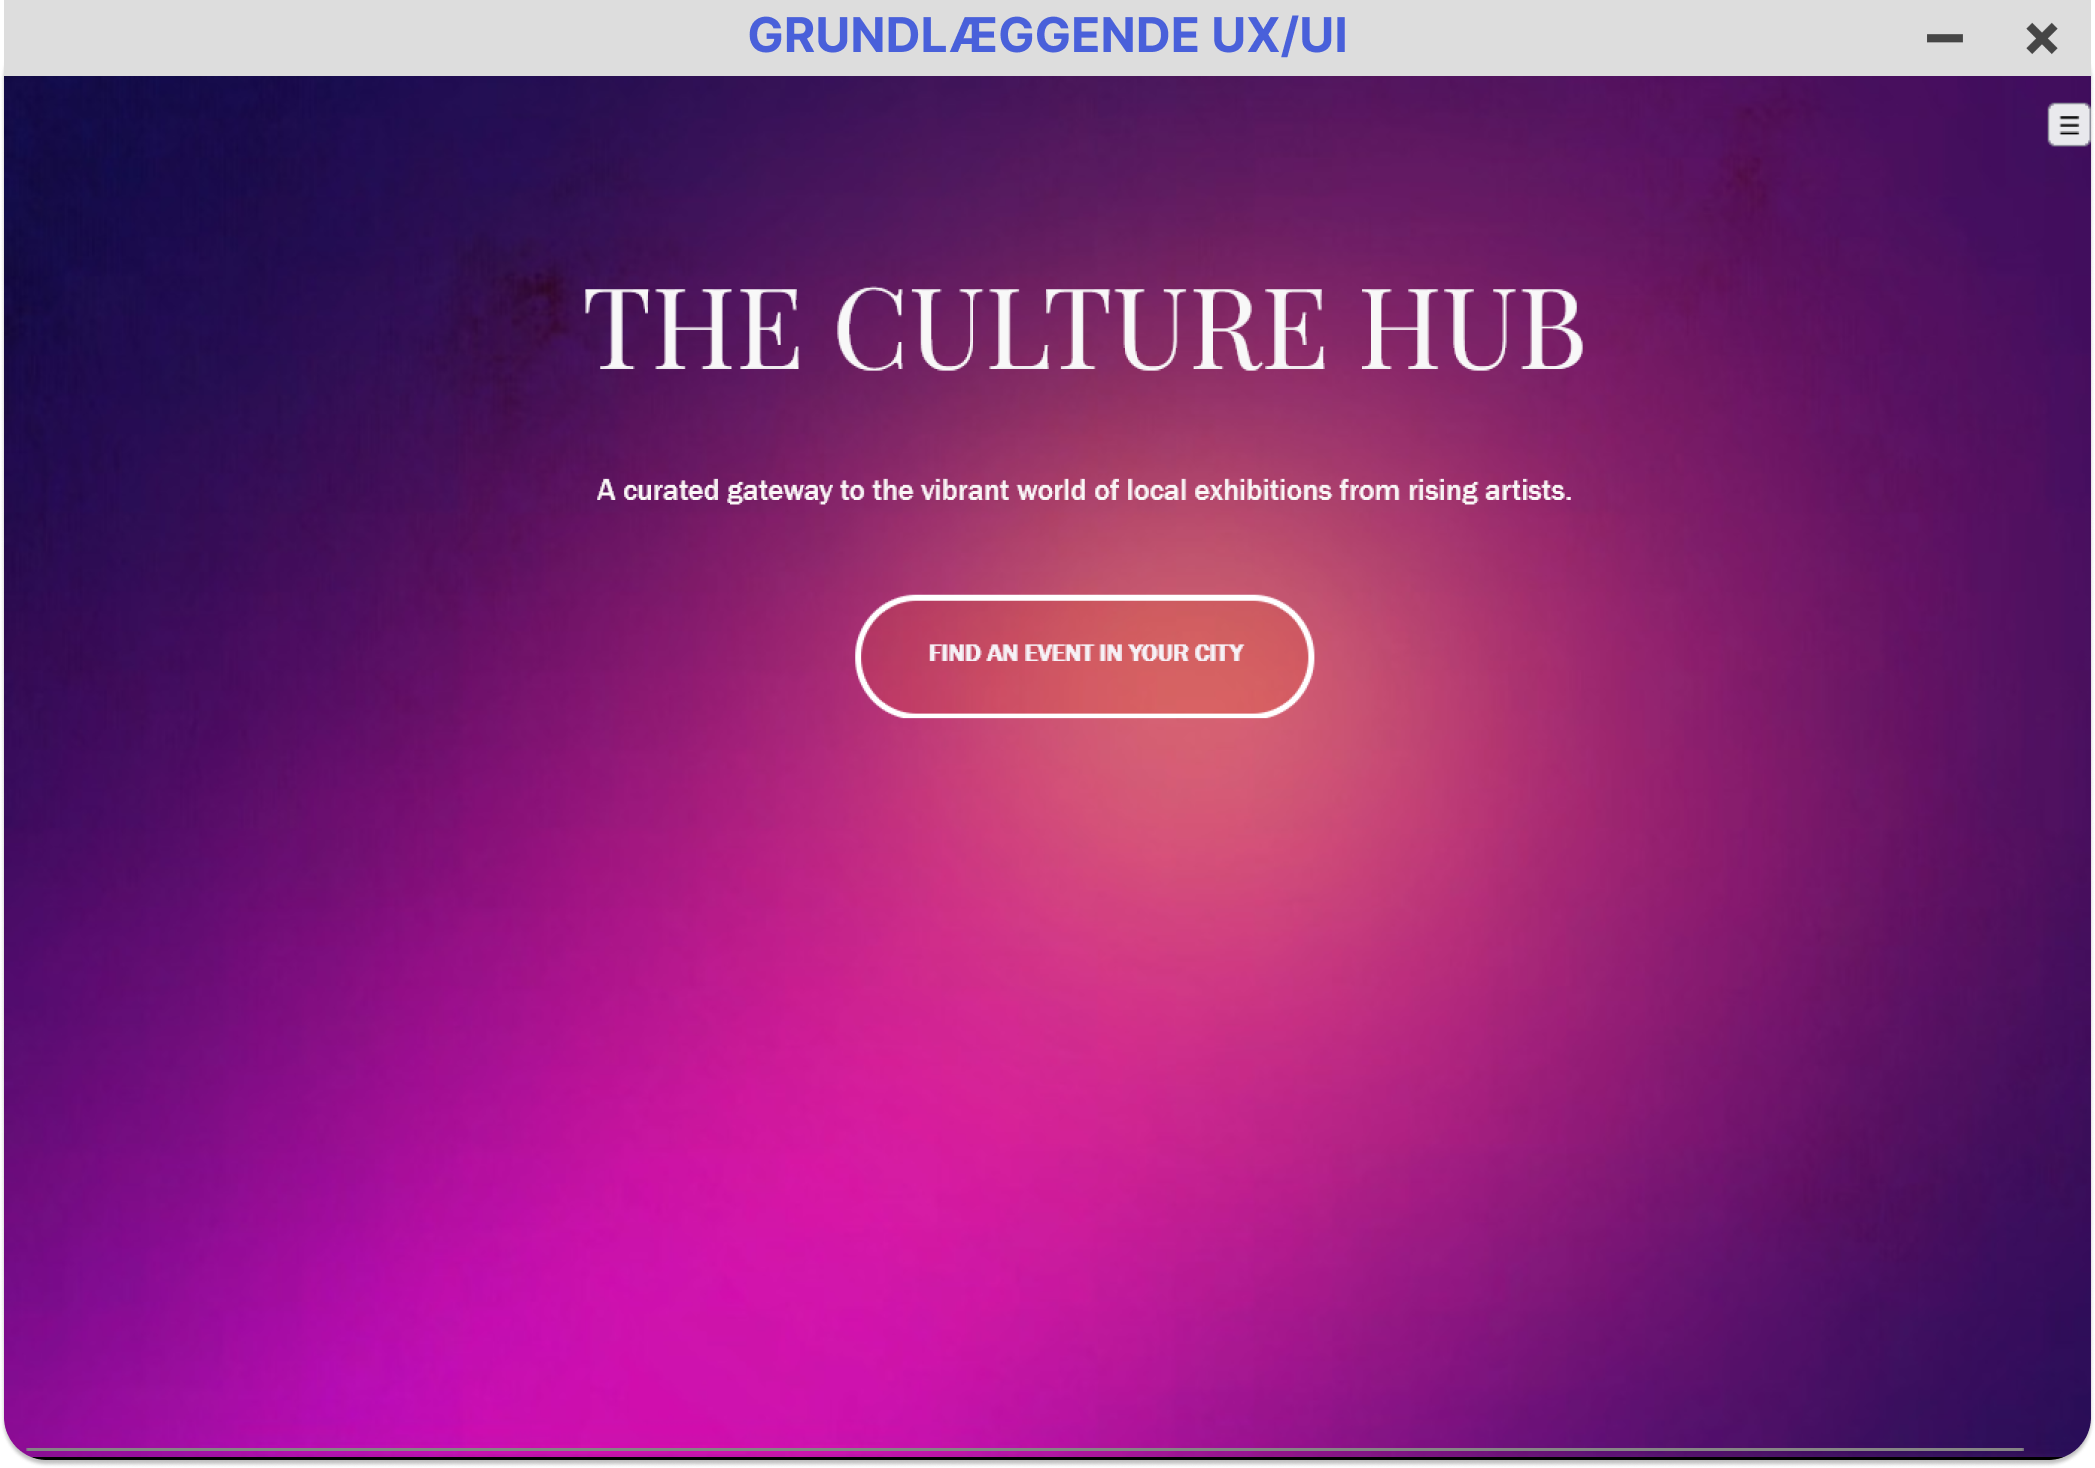 GRUNDLÆGGENDE UX/UI
THE CULTURE HUB
A curated gateway to the vibrant world of local exhibitions from rising artists.
FIND AN EVENT IN YOUR CITY